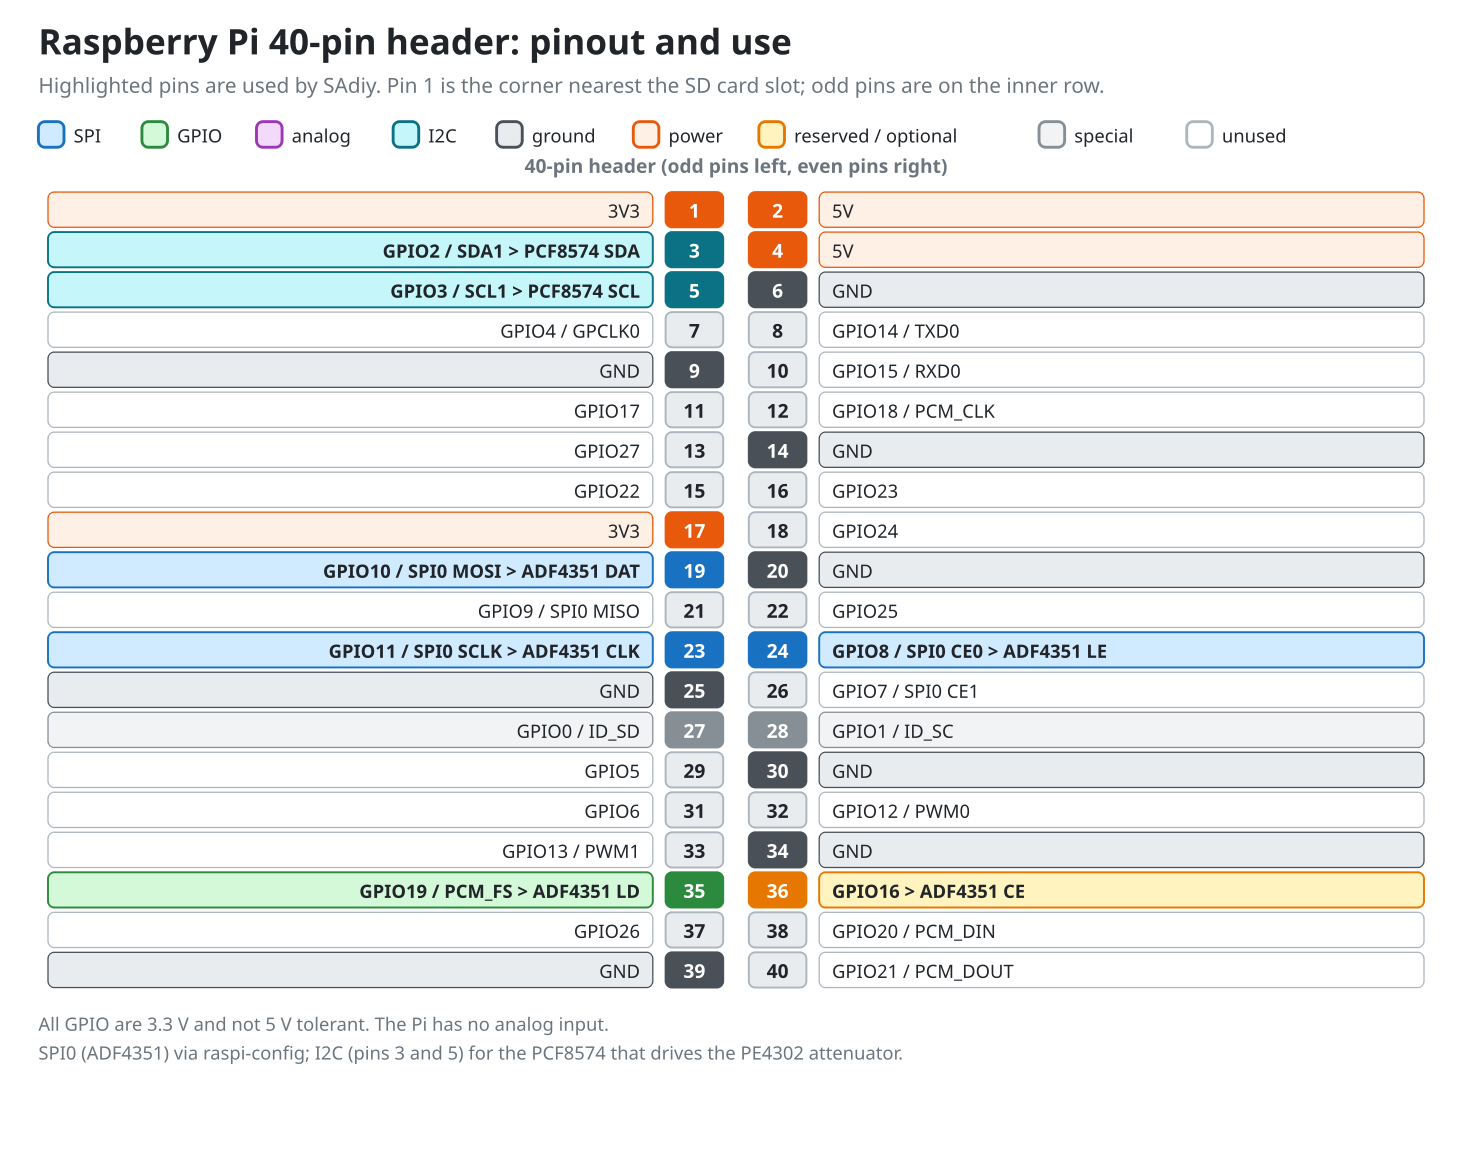 Raspberry Pi 40-pin header: pinout and use
Highlighted pins are used by SAdiy. Pin 1 is the corner nearest the SD card slot; odd pins are on the inner row.
SPI GPIO analog I2C ground power reserved / optional special unused
40-pin header (odd pins left, even pins right)
3V3 1 2 5V
GPIO2 / SDA1 > PCF8574 SDA 3 4 5V
GPIO3 / SCL1 > PCF8574 SCL 5 6 GND
GPIO4 / GPCLK0 7 8 GPIO14 / TXD0
GND 9 10 GPIO15 / RXD0
GPIO17 11 12 GPIO18 / PCM_CLK
GPIO27 13 14 GND
GPIO22 15 16 GPIO23
3V3 17 18 GPIO24
GPIO10 / SPI0 MOSI > ADF4351 DAT 19 20 GND
GPIO9 / SPI0 MISO 21 22 GPIO25
GPIO11 / SPI0 SCLK > ADF4351 CLK 23 24 GPIO8 / SPI0 CE0 > ADF4351 LE
GND 25 26 GPIO7 / SPI0 CE1
GPIO0 / ID_SD 27 28 GPIO1 / ID_SC
GPIO5 29 30 GND
GPIO6 31 32 GPIO12 / PWM0
GPIO13 / PWM1 33 34 GND
GPIO19 / PCM_FS > ADF4351 LD 35 36 GPIO16 > ADF4351 CE
GPIO26 37 38 GPIO20 / PCM_DIN
GND 39 40 GPIO21 / PCM_DOUT
All GPIO are 3.3 V and not 5 V tolerant. The Pi has no analog input.
SPI0 (ADF4351) via raspi-config; I2C (pins 3 and 5) for the PCF8574 that drives the PE4302 attenuator.